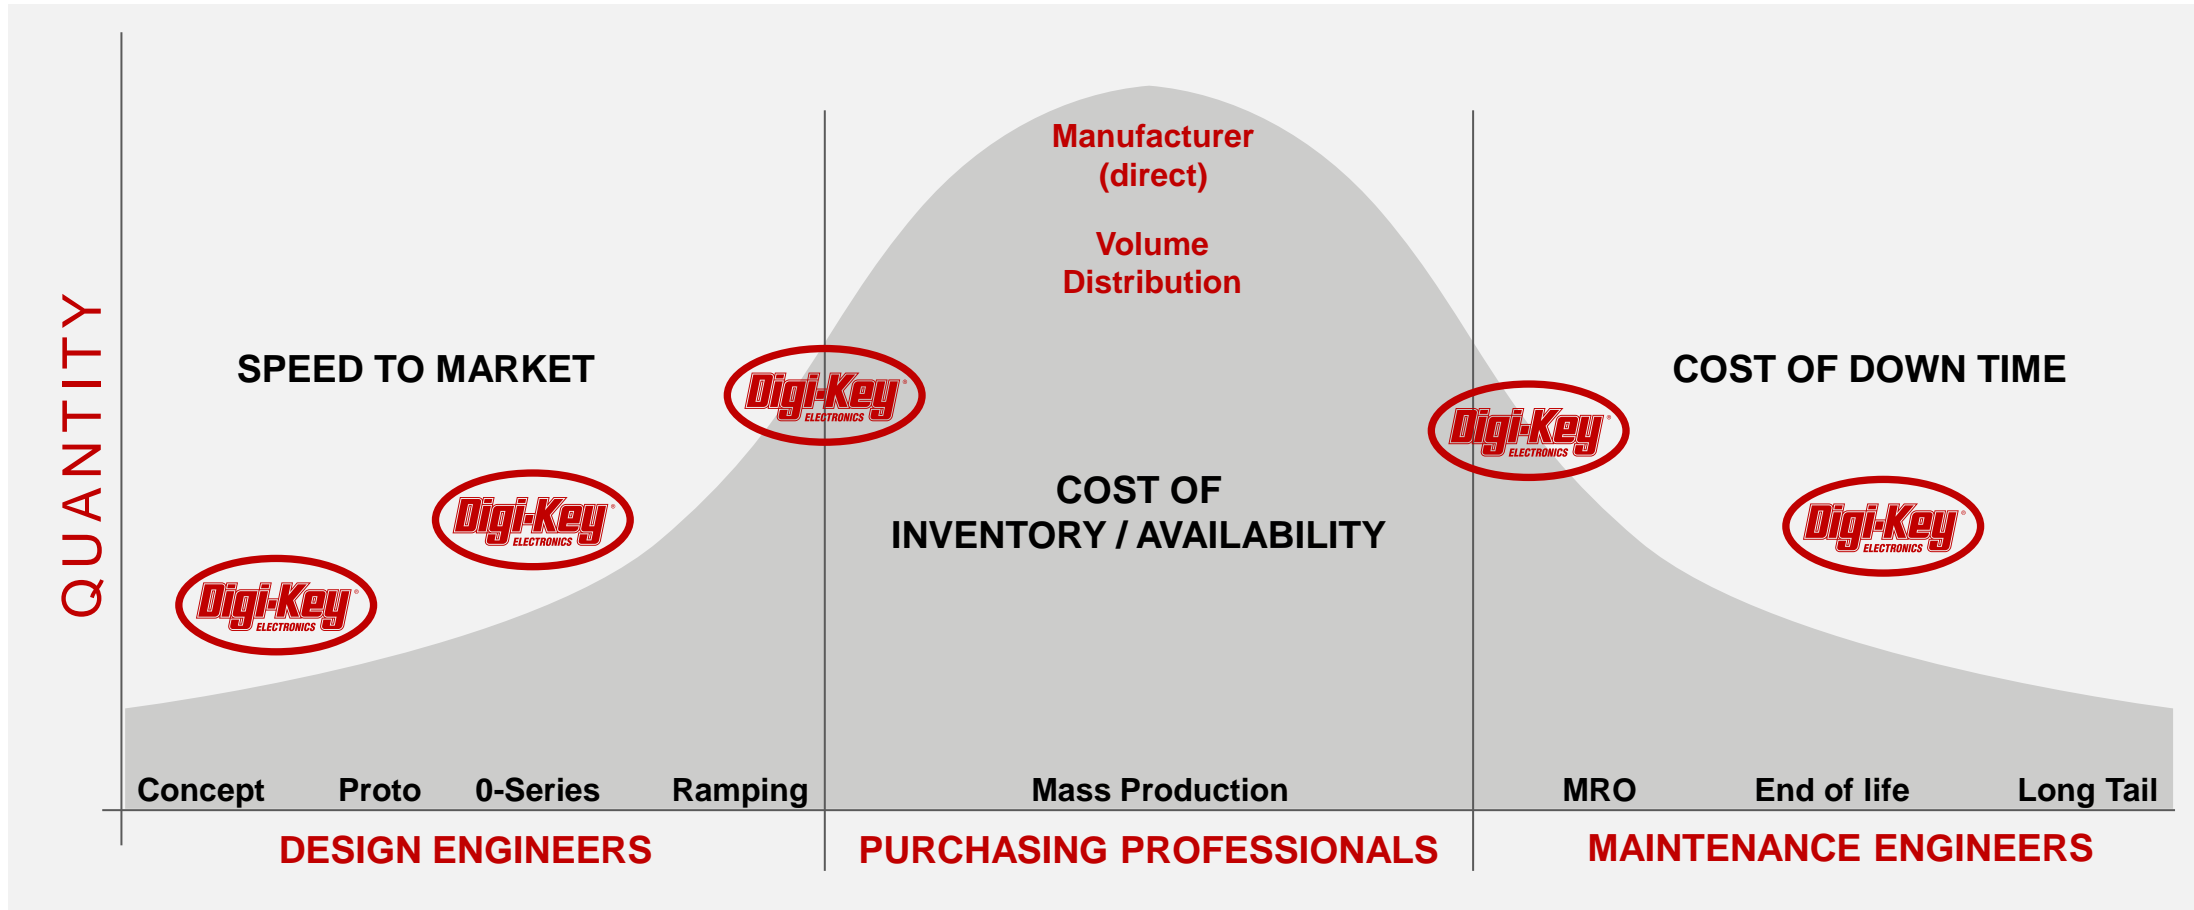 QUANTITY
Manufacturer
(direct)
Volume
Distribution
SPEED TO MARKET
COST OF DOWN TIME
Digi-Key®
ELECTRONICS
Digi-Key®
ELECTRONICS
Digi-Key®
ELECTRONICS
Digi-Key®
ELECTRONICS
Digi-Key®
ELECTRONICS
COST OF
INVENTORY / AVAILABILITY
Concept
Proto
0-Series
Ramping
Mass Production
MRO
End of life
Long Tail
DESIGN ENGINEERS
PURCHASING PROFESSIONALS
MAINTENANCE ENGINEERS